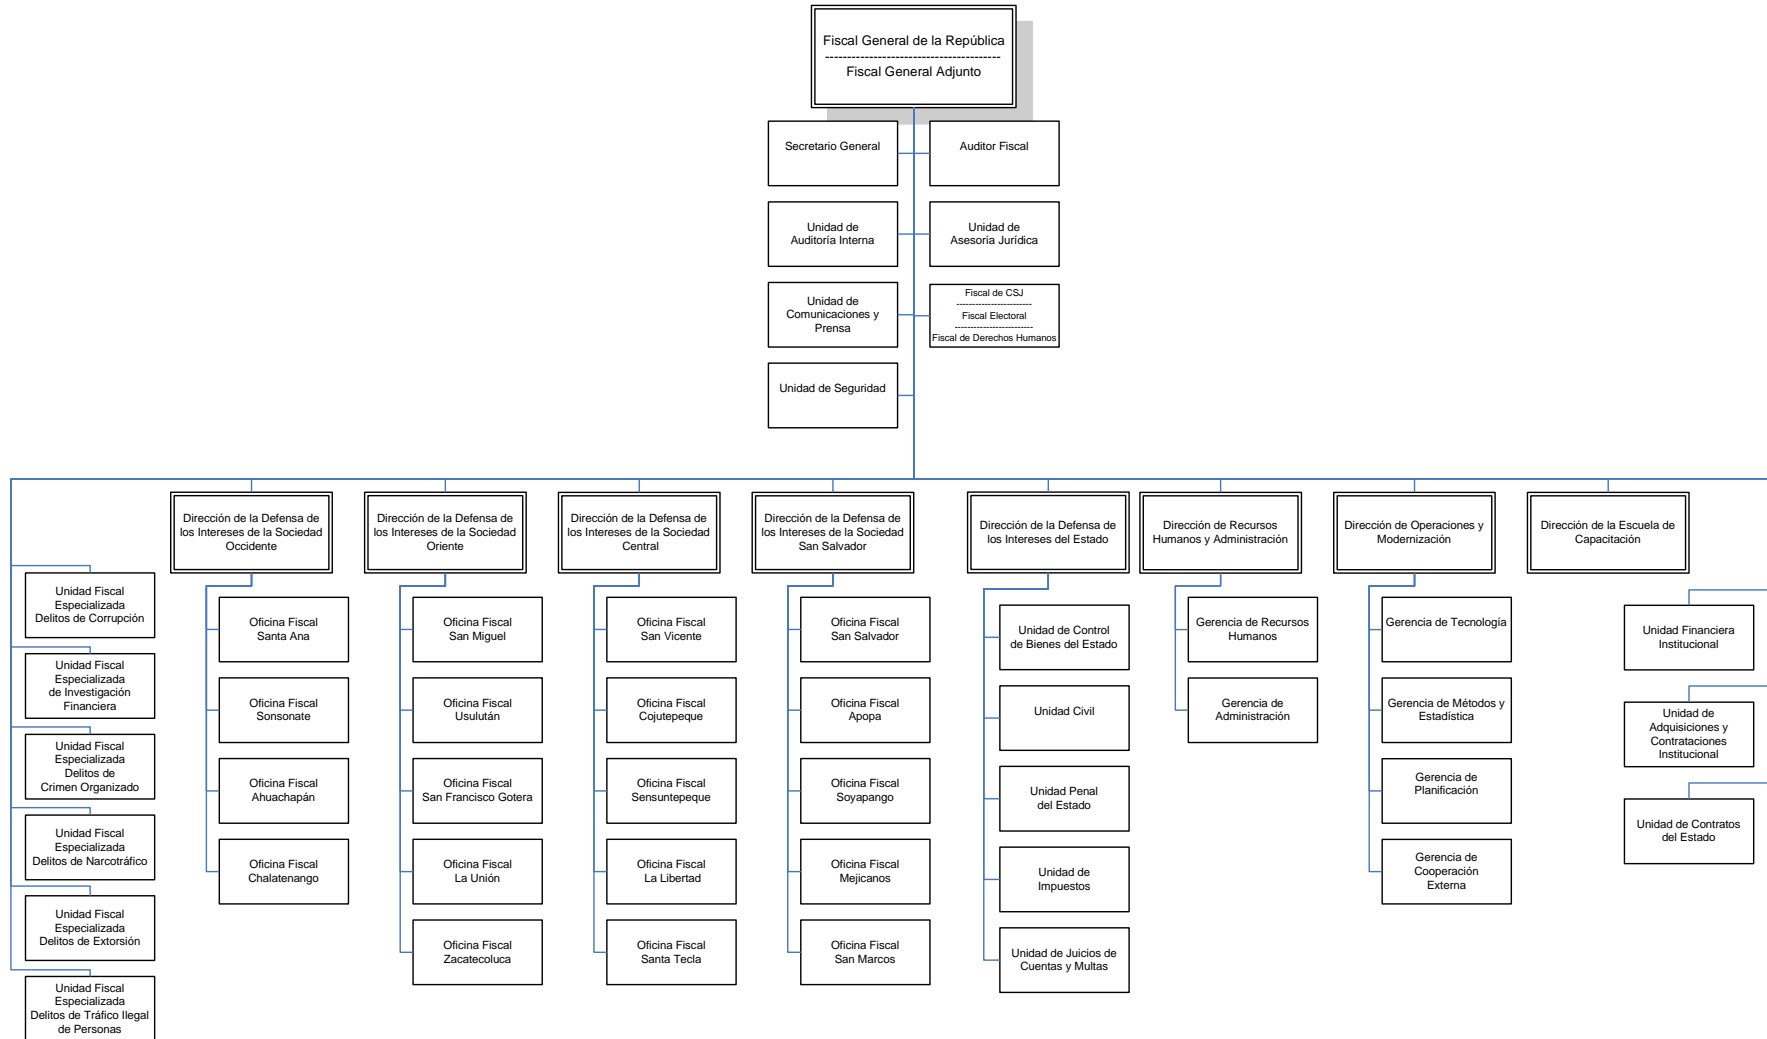 Fiscal General de la República
----------------------------------------
Fiscal General Adjunto
Secretario General
Auditor Fiscal
Unidad de
Auditoría Interna
Unidad de
Asesoría Jurídica
Unidad de
Comunicaciones y
Prensa
Fiscal de CSJ
------------------------
Fiscal Electoral
-------------------------
Fiscal de Derechos Humanos
Unidad de Seguridad
Dirección de la Defensa de
los Intereses de la Sociedad
Occidente
Dirección de la Defensa de
los Intereses de la Sociedad
Oriente
Dirección de la Defensa de
los Intereses de la Sociedad
Central
Dirección de la Defensa de
los Intereses de la Sociedad
San Salvador
Dirección de la Defensa de
los Intereses del Estado
Dirección de Recursos
Humanos y Administración
Dirección de Operaciones y
Modernización
Dirección de la Escuela de
Capacitación
Unidad Fiscal
Especializada
Delitos de Corrupción
Unidad Fiscal
Especializada
de Investigación
Financiera
Unidad Fiscal
Especializada
Delitos de
Crimen Organizado
Unidad Fiscal
Especializada
Delitos de Narcotráfico
Unidad Fiscal
Especializada
Delitos de Extorsión
Unidad Fiscal
Especializada
Delitos de Tráfico Ilegal
de Personas
Oficina Fiscal
Santa Ana
Oficina Fiscal
Sonsonate
Oficina Fiscal
Ahuachapán
Oficina Fiscal
Chalatenango
Oficina Fiscal
San Miguel
Oficina Fiscal
Usulután
Oficina Fiscal
San Francisco Gotera
Oficina Fiscal
La Unión
Oficina Fiscal
Zacatecoluca
Oficina Fiscal
San Vicente
Oficina Fiscal
Cojutepeque
Oficina Fiscal
Sensuntepeque
Oficina Fiscal
La Libertad
Oficina Fiscal
Santa Tecla
Oficina Fiscal
San Salvador
Oficina Fiscal
Apopa
Oficina Fiscal
Soyapango
Oficina Fiscal
Mejicanos
Oficina Fiscal
San Marcos
Unidad de Control
de Bienes del Estado
Unidad Civil
Unidad Penal
del Estado
Unidad de
Impuestos
Unidad de Juicios de
Cuentas y Multas
Gerencia de Recursos
Humanos
Gerencia de
Administración
Gerencia de Tecnología
Gerencia de Métodos y
Estadística
Gerencia de
Planificación
Gerencia de
Cooperación
Externa
Unidad Financiera
Institucional
Unidad de
Adquisiciones y
Contrataciones
Institucional
Unidad de Contratos
del Estado